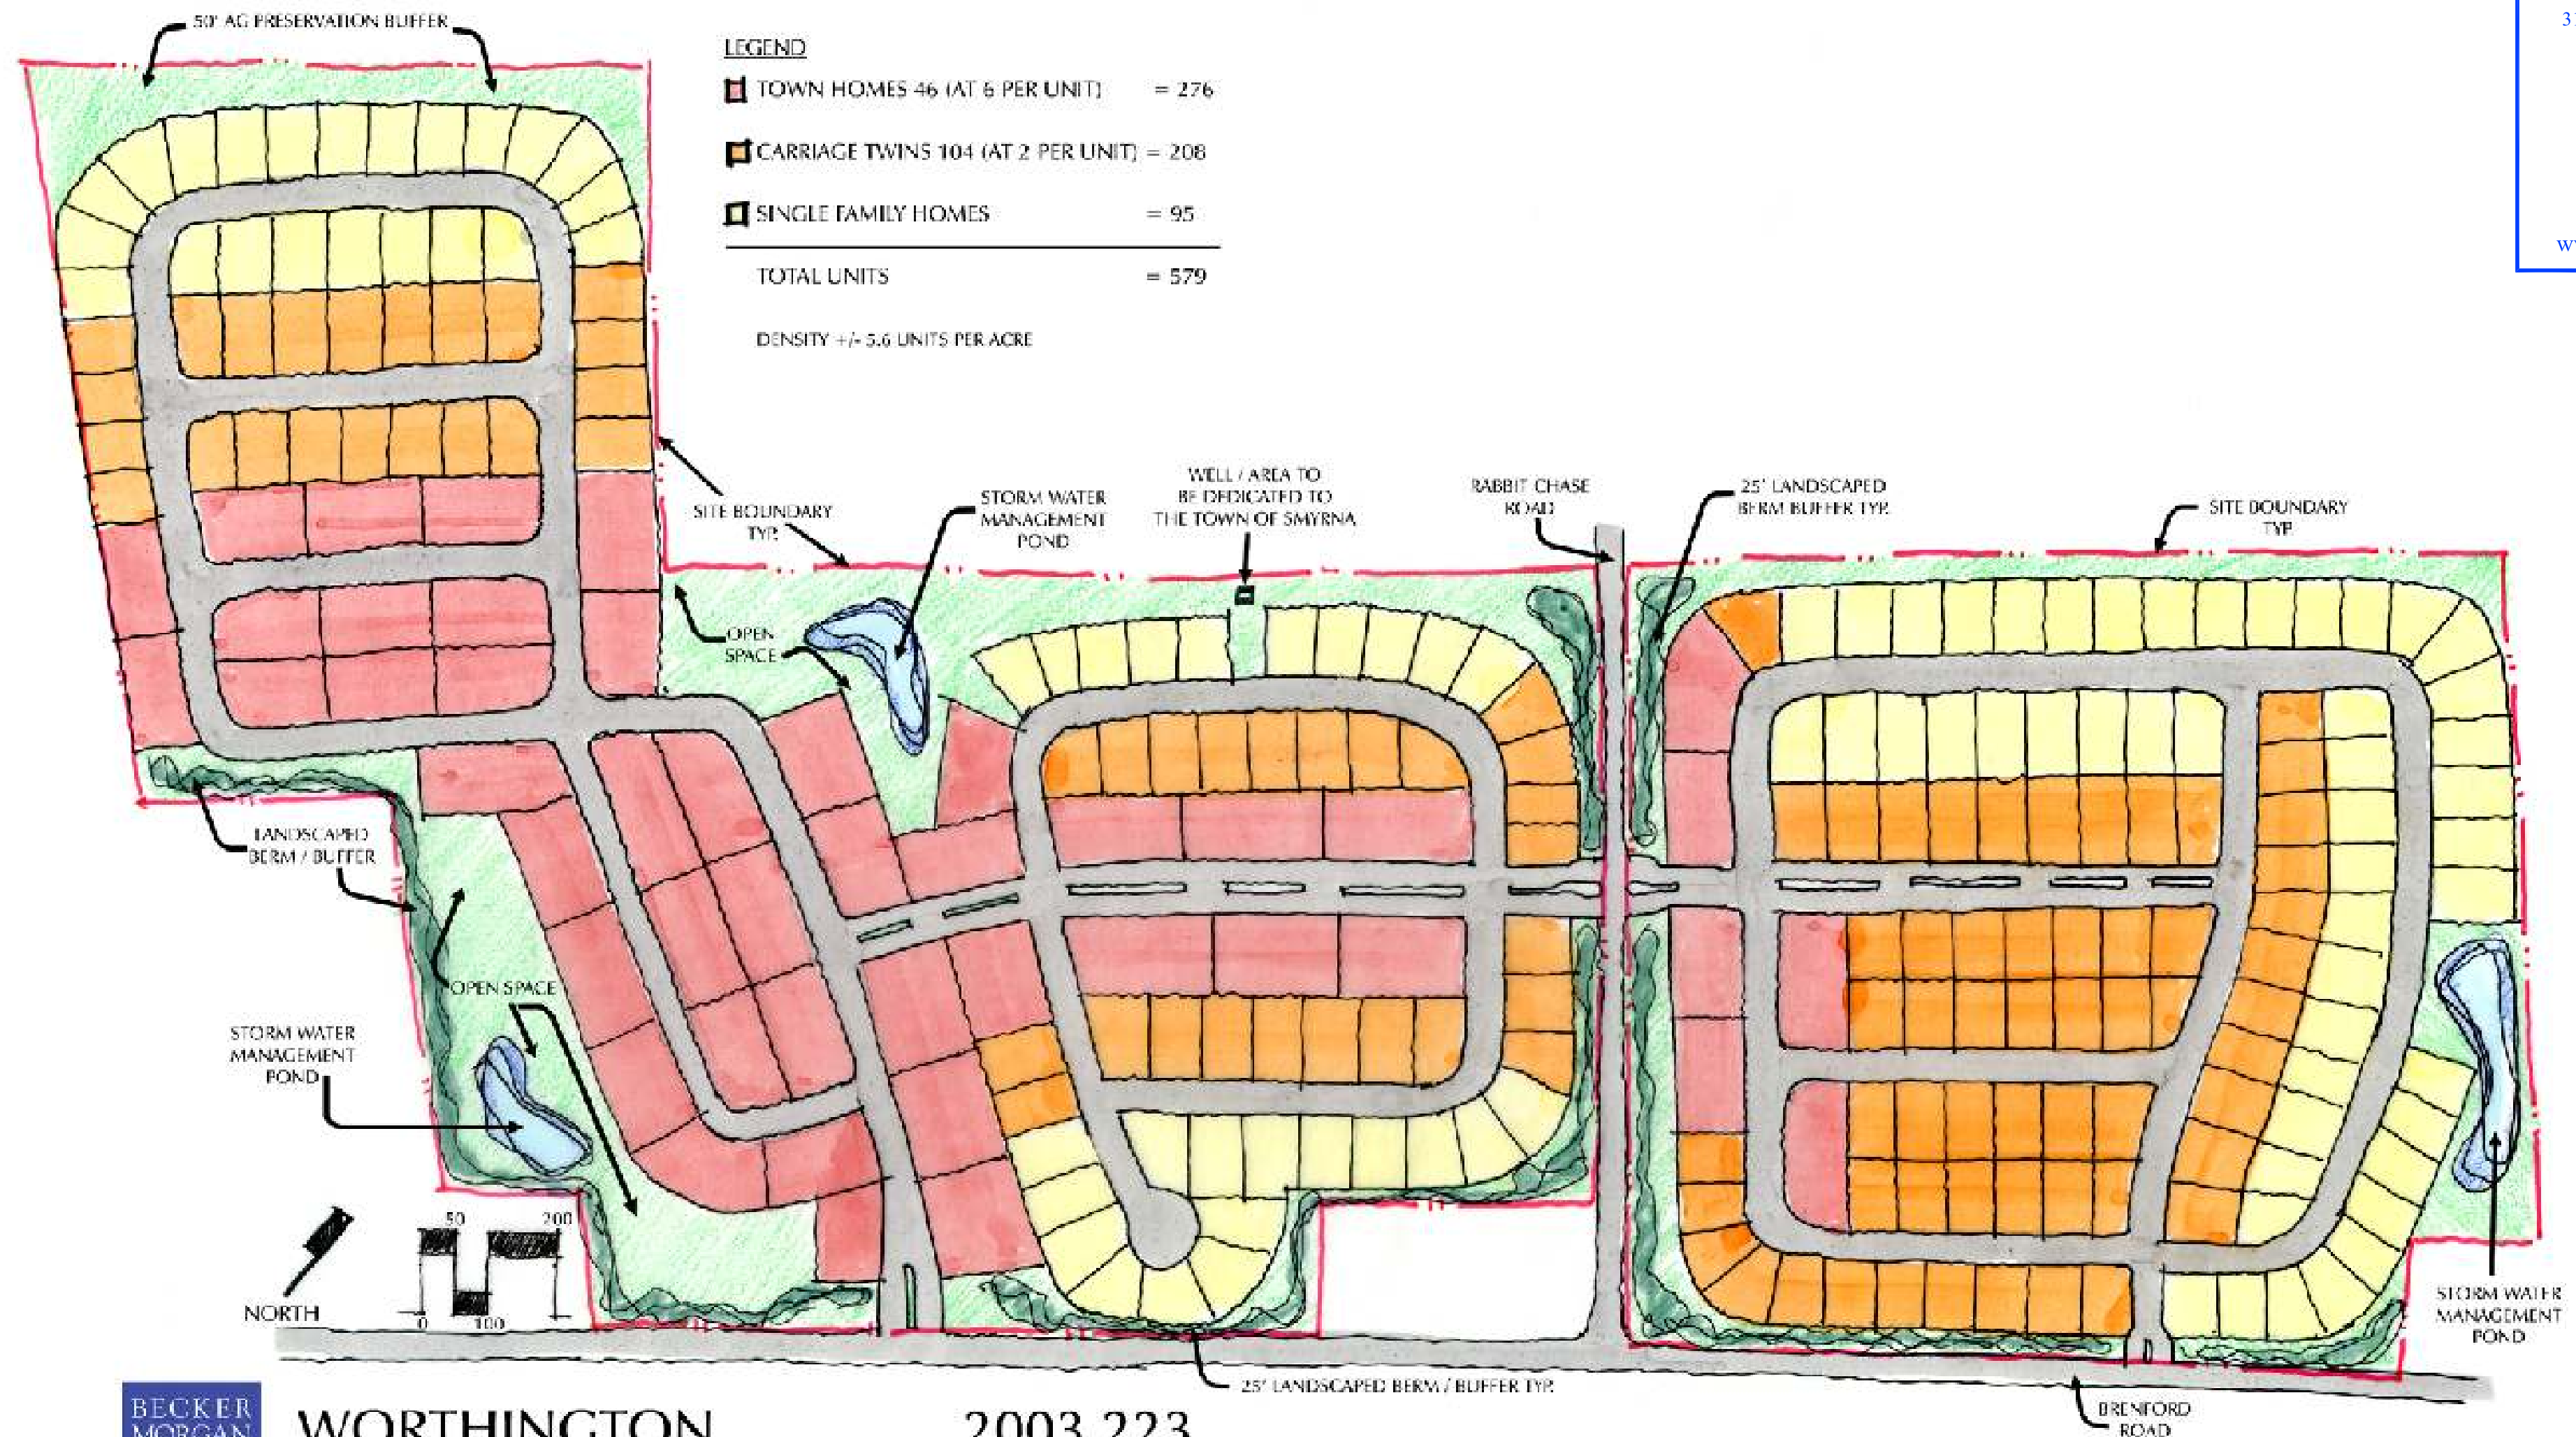 50' AG PRESERVATION BUFFER
LEGEND
TOWN HOMES 46 (AT 6 PER UNIT) = 276
CARRIAGE TWINS 104 (AT 2 PER UNIT) = 208
SINGLE FAMILY HOMES = 95
TOTAL UNITS = 579
DENSITY +/- 5.6 UNITS PER ACRE
SITE BOUNDARY
TYP.
STORM WATER
MANAGEMENT
POND
WELL / AREA TO
BE DEDICATED TO
THE TOWN OF SMYRNA
RABBIT CHASE
ROAD
25' LANDSCAPED
BERM BUFFER TYP.
SITE BOUNDARY
TYP.
OPEN
SPACE
LANDSCAPED
BERM / BUFFER
OPEN SPACE
STORM WATER
MANAGEMENT
POND
NORTH
50
200
0
100
STORM WATER
MANAGEMENT
POND
25' LANDSCAPED BERM / BUFFER TYP.
BRENFORD
ROAD
BECKER
MORGAN
WORTHINGTON
2003.223